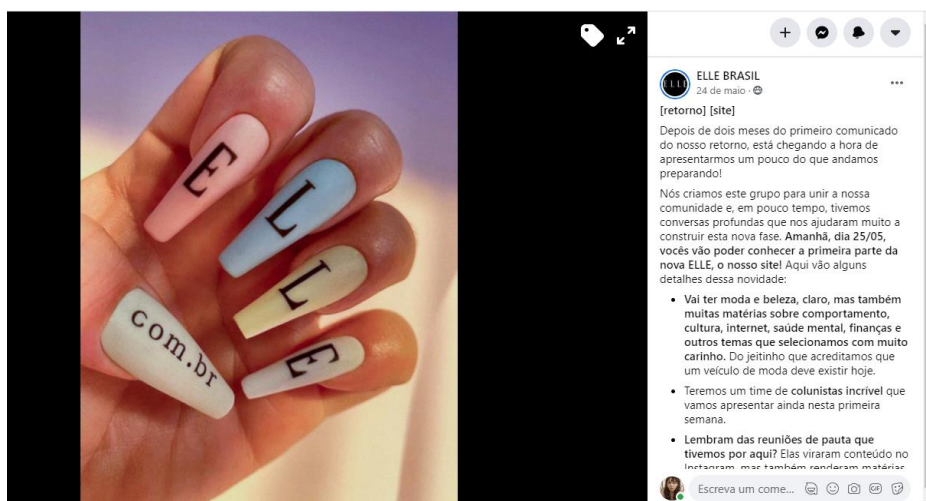 E
L
L
E
com.br
ELLE
ELLE BRASIL
24 de maio ·
[retorno] [site]
Depois de dois meses do primeiro comunicado
do nosso retorno, está chegando a hora de
apresentarmos um pouco do que andamos
preparando!
Nós criamos este grupo para unir a nossa
comunidade e, em pouco tempo, tivemos
conversas profundas que nos ajudaram muito a
construir esta nova fase. Amanhã, dia 25/05,
vocês vão poder conhecer a primeira parte da
nova ELLE, o nosso site! Aqui vão alguns
detalhes dessa novidade:
• Vai ter moda e beleza, claro, mas também
muitas matérias sobre comportamento,
cultura, internet, saúde mental, finanças e
outros temas que selecionamos com muito
carinho. Do jeitinho que acreditamos que
um veículo de moda deve existir hoje.
• Teremos um time de colunistas incrível que
vamos apresentar ainda nesta primeira
semana.
• Lembram das reuniões de pauta que
tivemos por aqui? Elas viraram conteúdo no
Instagram, mas também renderam matérias
Escreva um come...
GIF